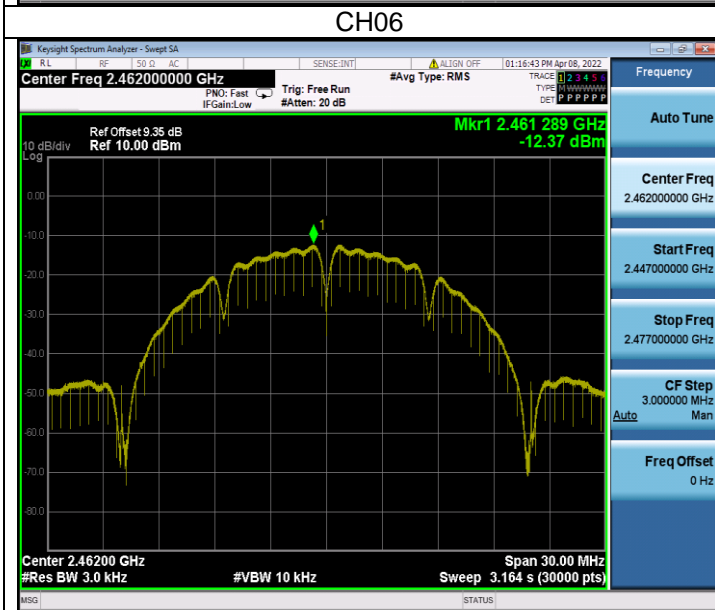 CH06
Keysight Spectrum Analyzer - Swept SA
RL RF 50 Ω AC SENSE:INT ALIGN OFF 01:16:43 PM Apr 08, 2022
Center Freq 2.462000000 GHz
#Avg Type: RMS
TRACE 1 2 3 4 5 6
PNO: Fast Trig: Free Run
TYPE M WWWWW
IFGain:Low #Atten: 20 dB
DET P P P P P P
Ref Offset 9.35 dB
Mkr1 2.461 289 GHz
10 dB/div Ref 10.00 dBm
-12.37 dBm
Log
1
0.00
-10.0
-20.0
-30.0
-40.0
-50.0
-60.0
-70.0
-80.0
Center 2.46200 GHz
Span 30.00 MHz
#Res BW 3.0 kHz
#VBW 10 kHz
Sweep 3.164 s (30000 pts)
MSG
STATUS
Frequency
Auto Tune
Center Freq
2.462000000 GHz
Start Freq
2.447000000 GHz
Stop Freq
2.477000000 GHz
CF Step
3.000000 MHz
Auto Man
Freq Offset
0 Hz